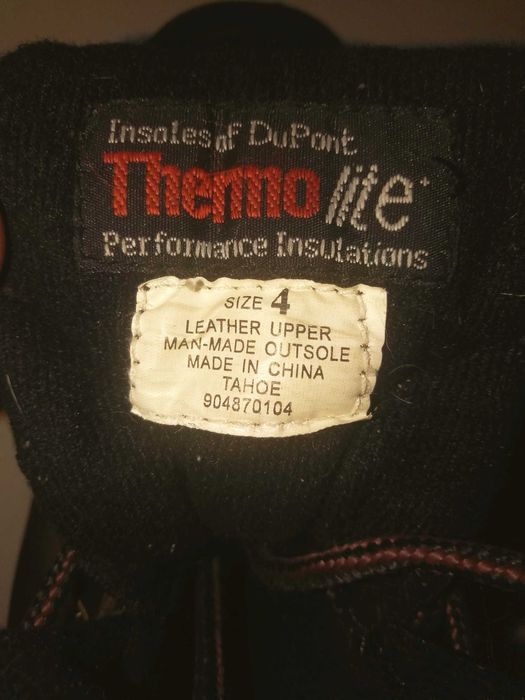 Insoles of DuPont
Thermolite+
Performance Insulations
SIZE 4
LEATHER UPPER
MAN-MADE OUTSOLE
MADE IN CHINA
TAHOE
904870104